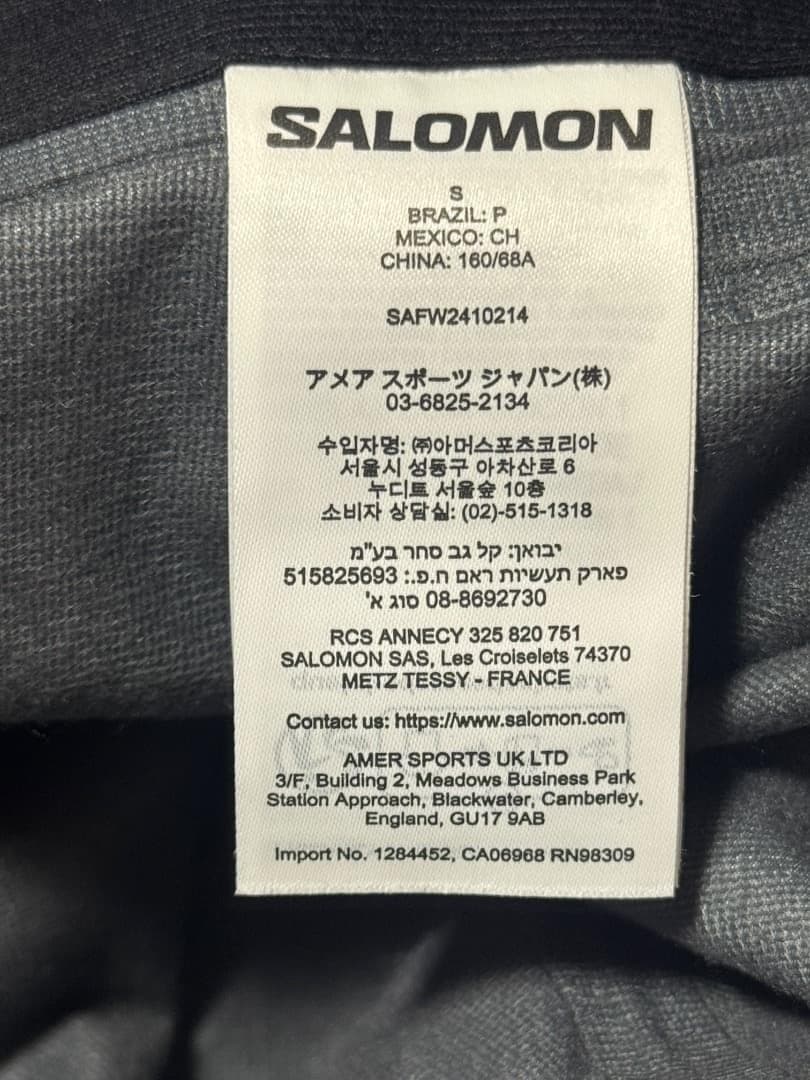 SALOMON
S
BRAZIL: P
MEXICO: CH
CHINA: 160/68A
SAFW2410214
アメア スポーツ ジャパン(株)
03-6825-2134
수입자명: ㈜아머스포츠코리아
서울시 성동구 아차산로 6
누디트 서울숲 10층
소비자 상담실: (02)-515-1318
יבואן: קל גב סחר בע"מ
פארק תעשיות ראם ח.פ.: 515825693
08-8692730 סוג א'
RCS ANNECY 325 820 751
SALOMON SAS, Les Croiselets 74370
METZ TESSY - FRANCE
Contact us: https://www.salomon.com
AMER SPORTS UK LTD
3/F, Building 2, Meadows Business Park
Station Approach, Blackwater, Camberley,
England, GU17 9AB
Import No. 1284452, CA06968 RN98309